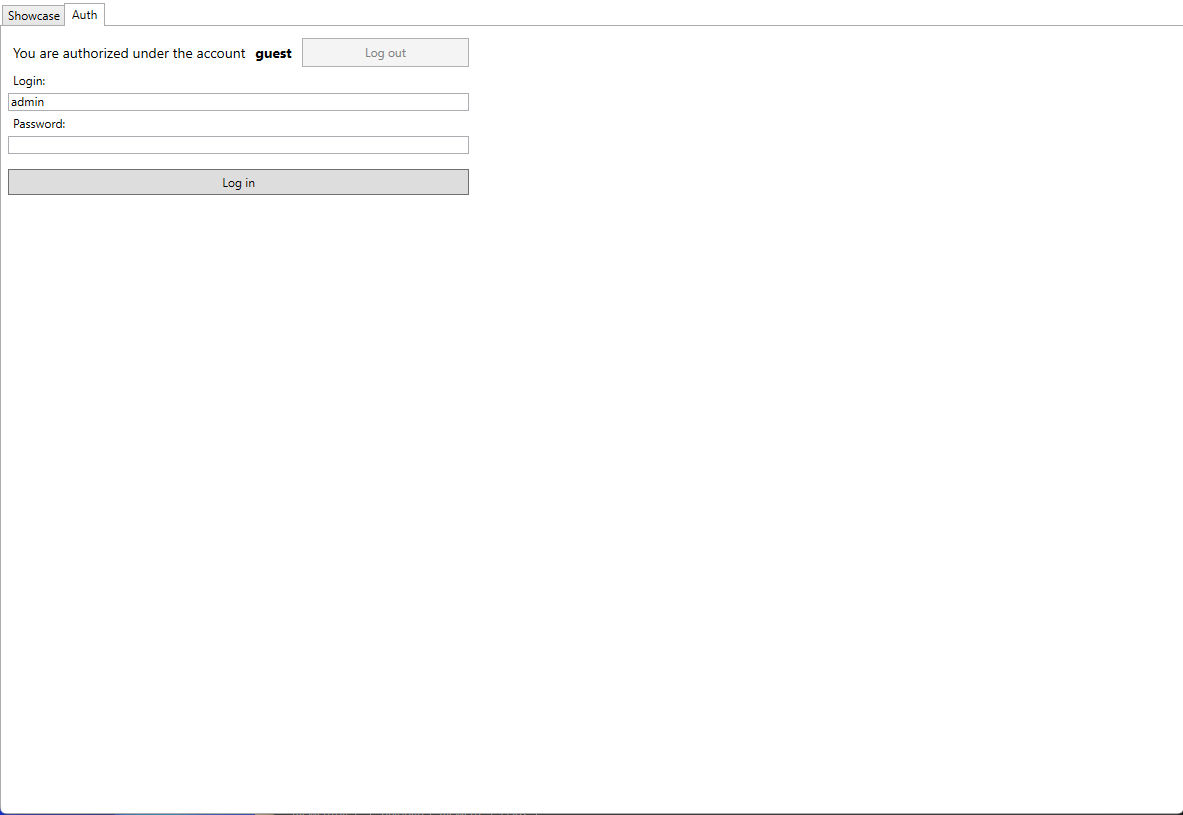 Showcase Auth
You are authorized under the account guest Log out
Login:
admin
Password:
Log in